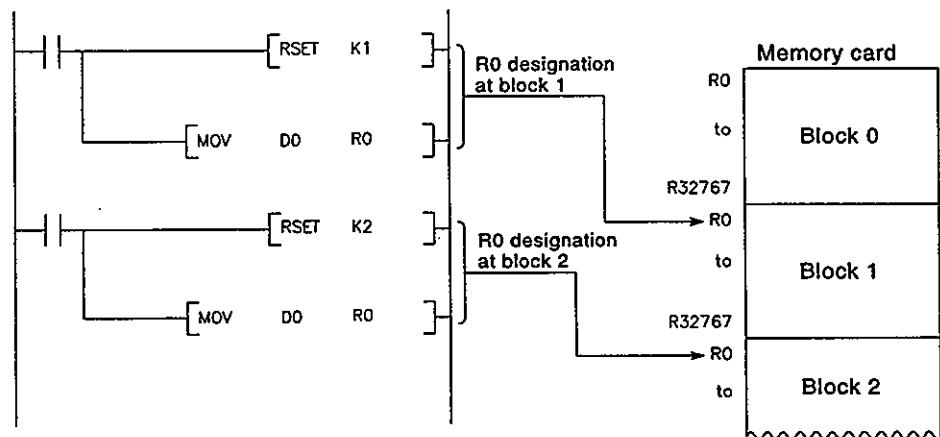 RSET K1
MOV D0 R0
RSET K2
MOV D0 R0
R0 designation
at block 1
R0 designation
at block 2
Memory card
R0
to
R32767
Block 0
R0
to
R32767
Block 1
R0
to
Block 2